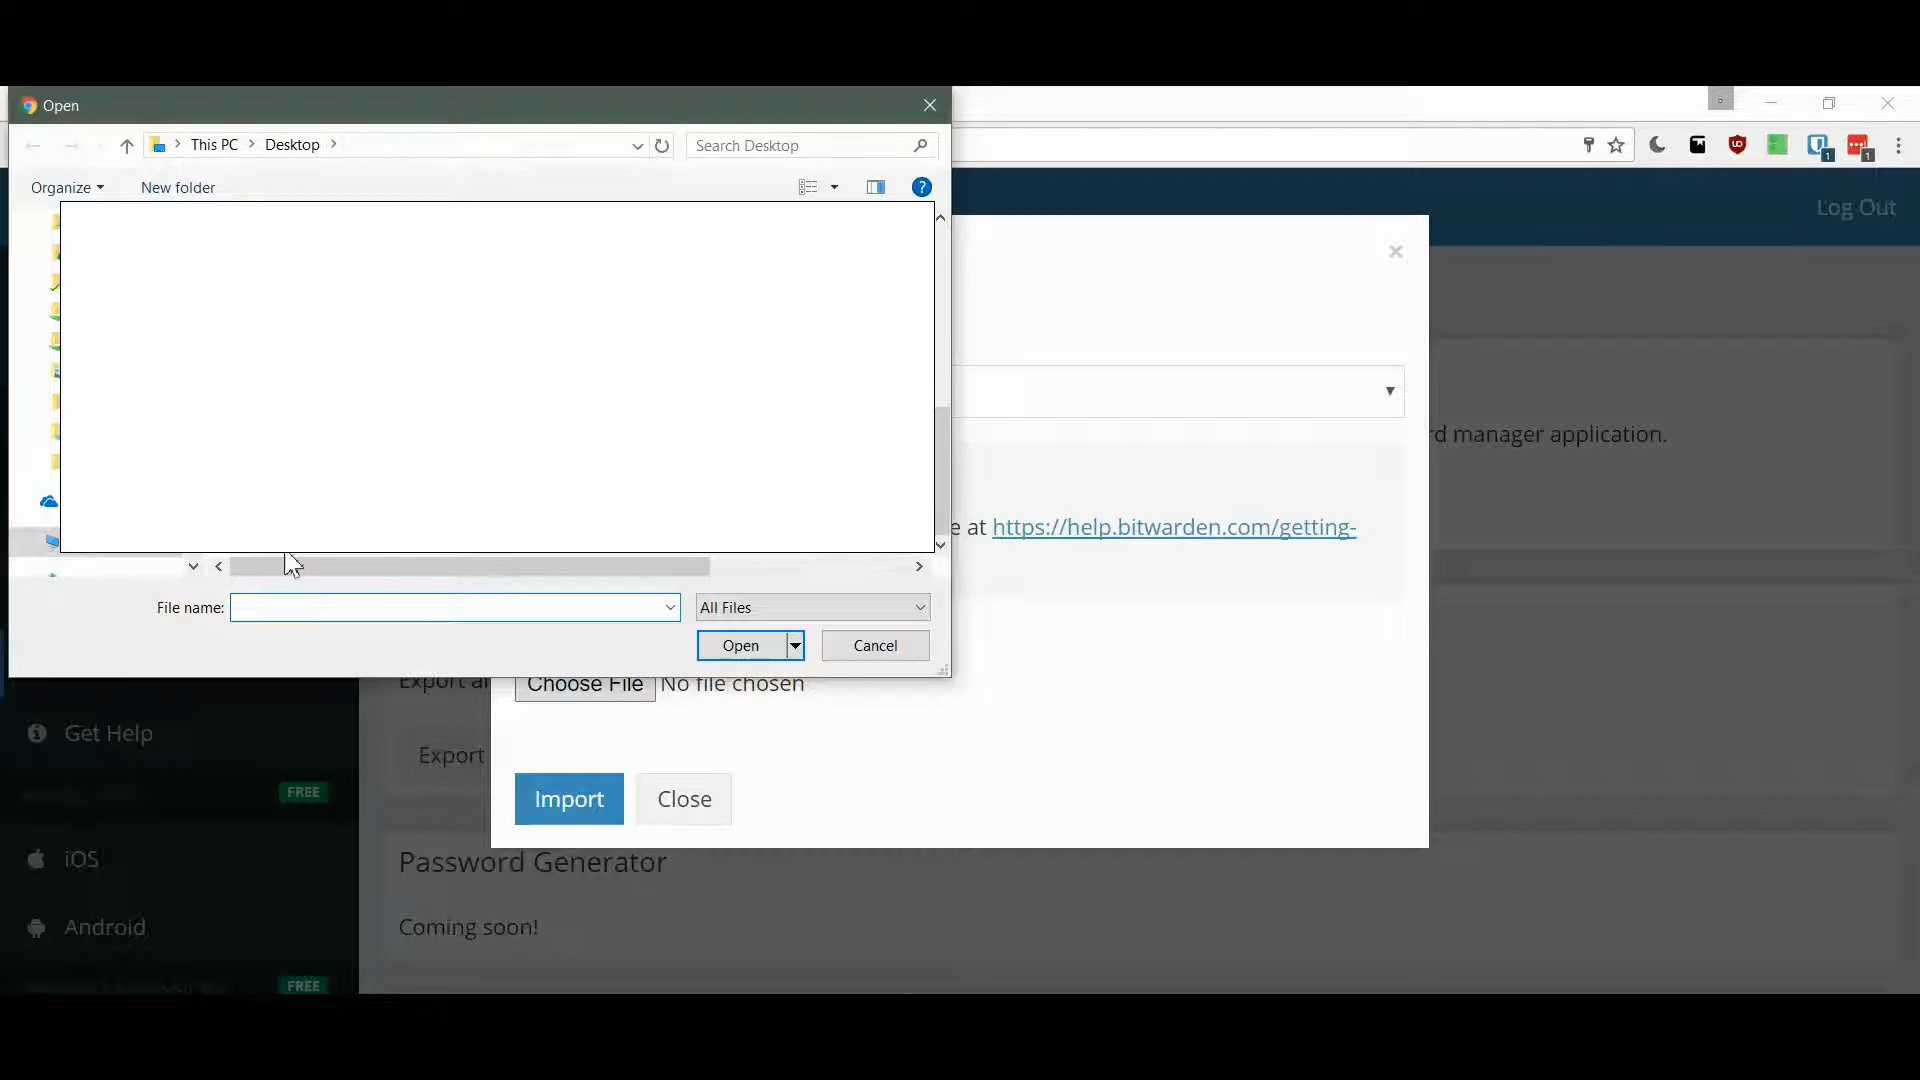 Open
This PC
Desktop
Search Desktop
Organize
New folder
Log Out
rd manager application.
e at https://help.bitwarden.com/getting-
File name:
All Files
Open
Cancel
Export
Choose File No file chosen
Get Help
Export
FREE
Import
Close
iOS
Password Generator
Android
Coming soon!
FREE